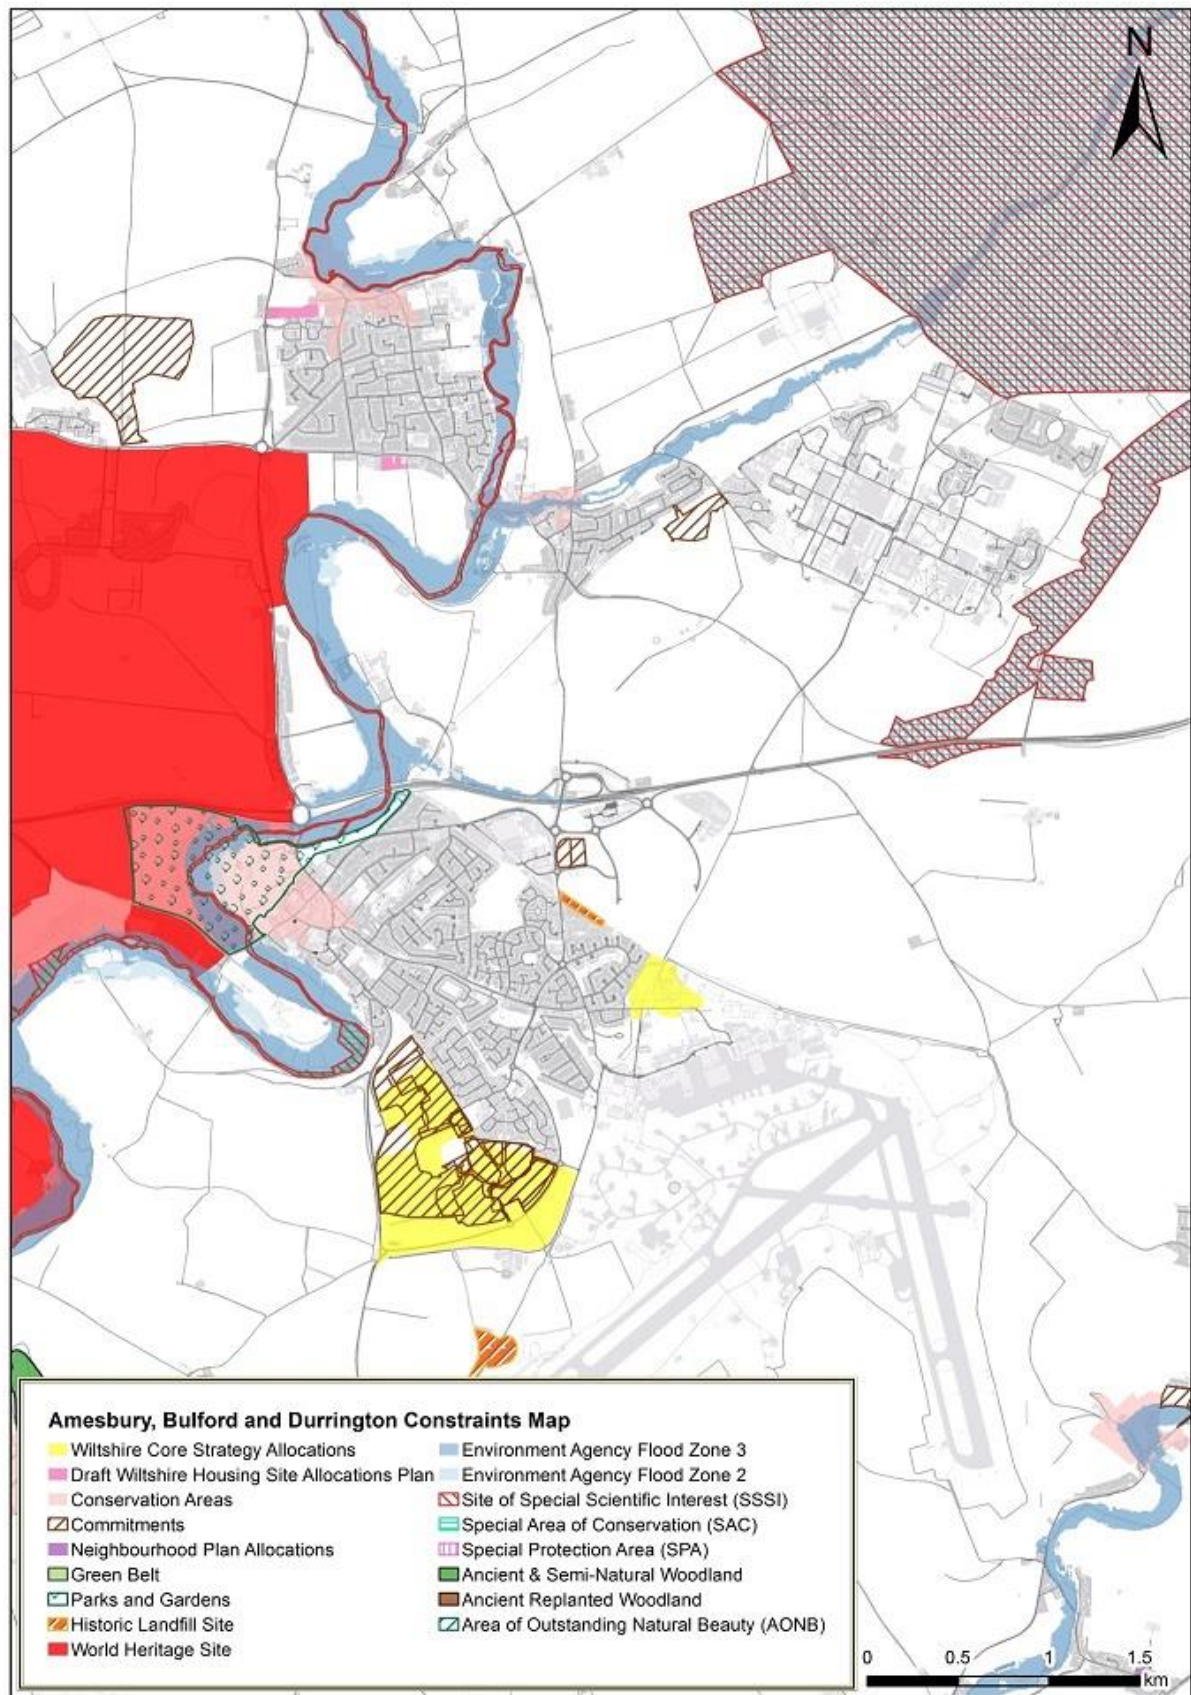 N
Amesbury, Bulford and Durrington Constraints Map
Wiltshire Core Strategy Allocations
Draft Wiltshire Housing Site Allocations Plan
Conservation Areas
Commitments
Neighbourhood Plan Allocations
Green Belt
Parks and Gardens
Historic Landfill Site
World Heritage Site
Environment Agency Flood Zone 3
Environment Agency Flood Zone 2
Site of Special Scientific Interest (SSSI)
Special Area of Conservation (SAC)
Special Protection Area (SPA)
Ancient & Semi-Natural Woodland
Ancient Replanted Woodland
Area of Outstanding Natural Beauty (AONB)
0 0.5 1 1.5
km